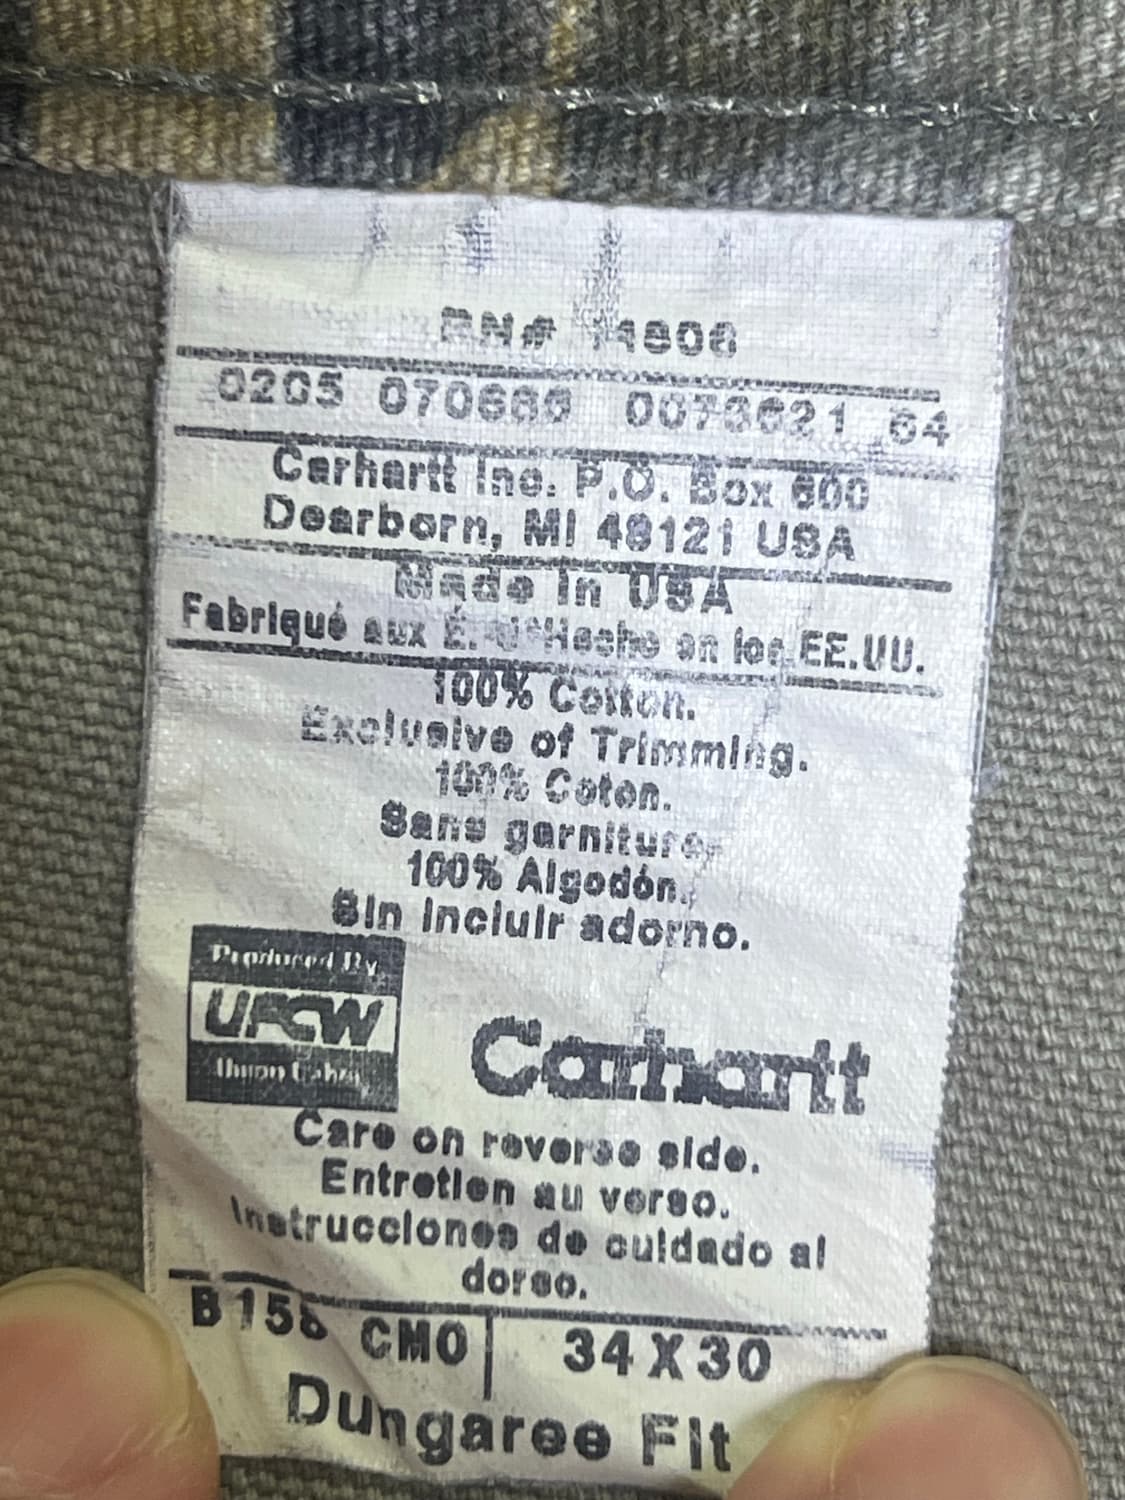 RN# 14806
0205 070689 0073621 64
Carhartt Inc. P.O. Box 600
Dearborn, MI 48121 USA
Made in USA
Fabriqué aux É. Hecho en los EE.UU.
100% Cotton.
Exclusive of Trimming.
100% Coton.
Sans garniture.
100% Algodón.
Sin incluir adorno.
Produced By
UFCW
Union Labor
Carhartt
Care on reverse side.
Entretien au verso.
Instrucciones de cuidado al
dorso.
B158 CMO 34 X 30
Dungaree Fit